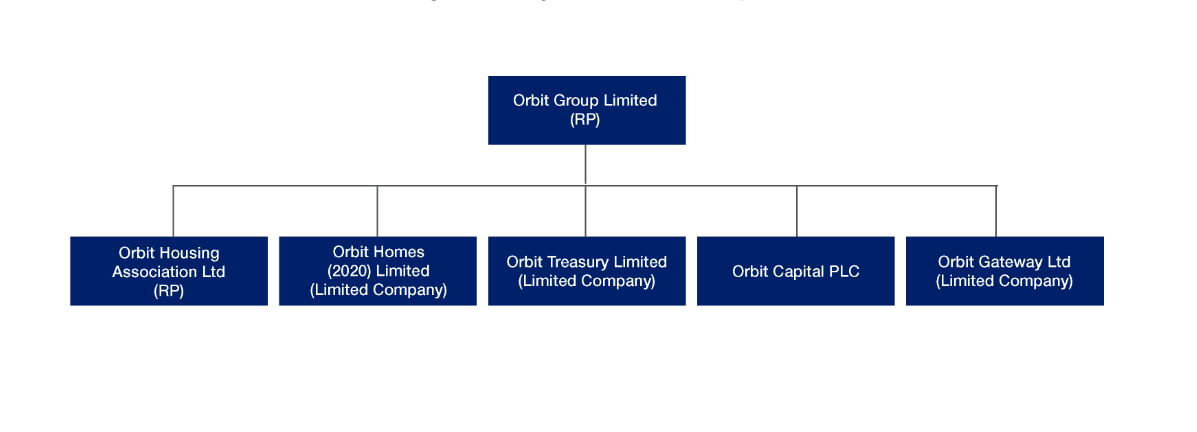 Orbit Group Limited
(RP)
Orbit Housing
Association Ltd
(RP)
Orbit Homes
(2020) Limited
(Limited Company)
Orbit Treasury Limited
(Limited Company)
Orbit Capital PLC
Orbit Gateway Ltd
(Limited Company)